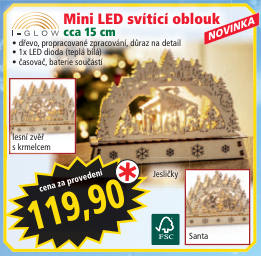 I-GLOW
Mini LED svítící oblouk
cca 15 cm
NOVINKA
• dřevo, propracované zpracování, důraz na detail
• 1x LED dioda (teplá bílá)
• časovač, baterie součástí
lesní zvěř
s krmelcem
Jesličky
cena za provedení
119,90
*
FSC
Santa